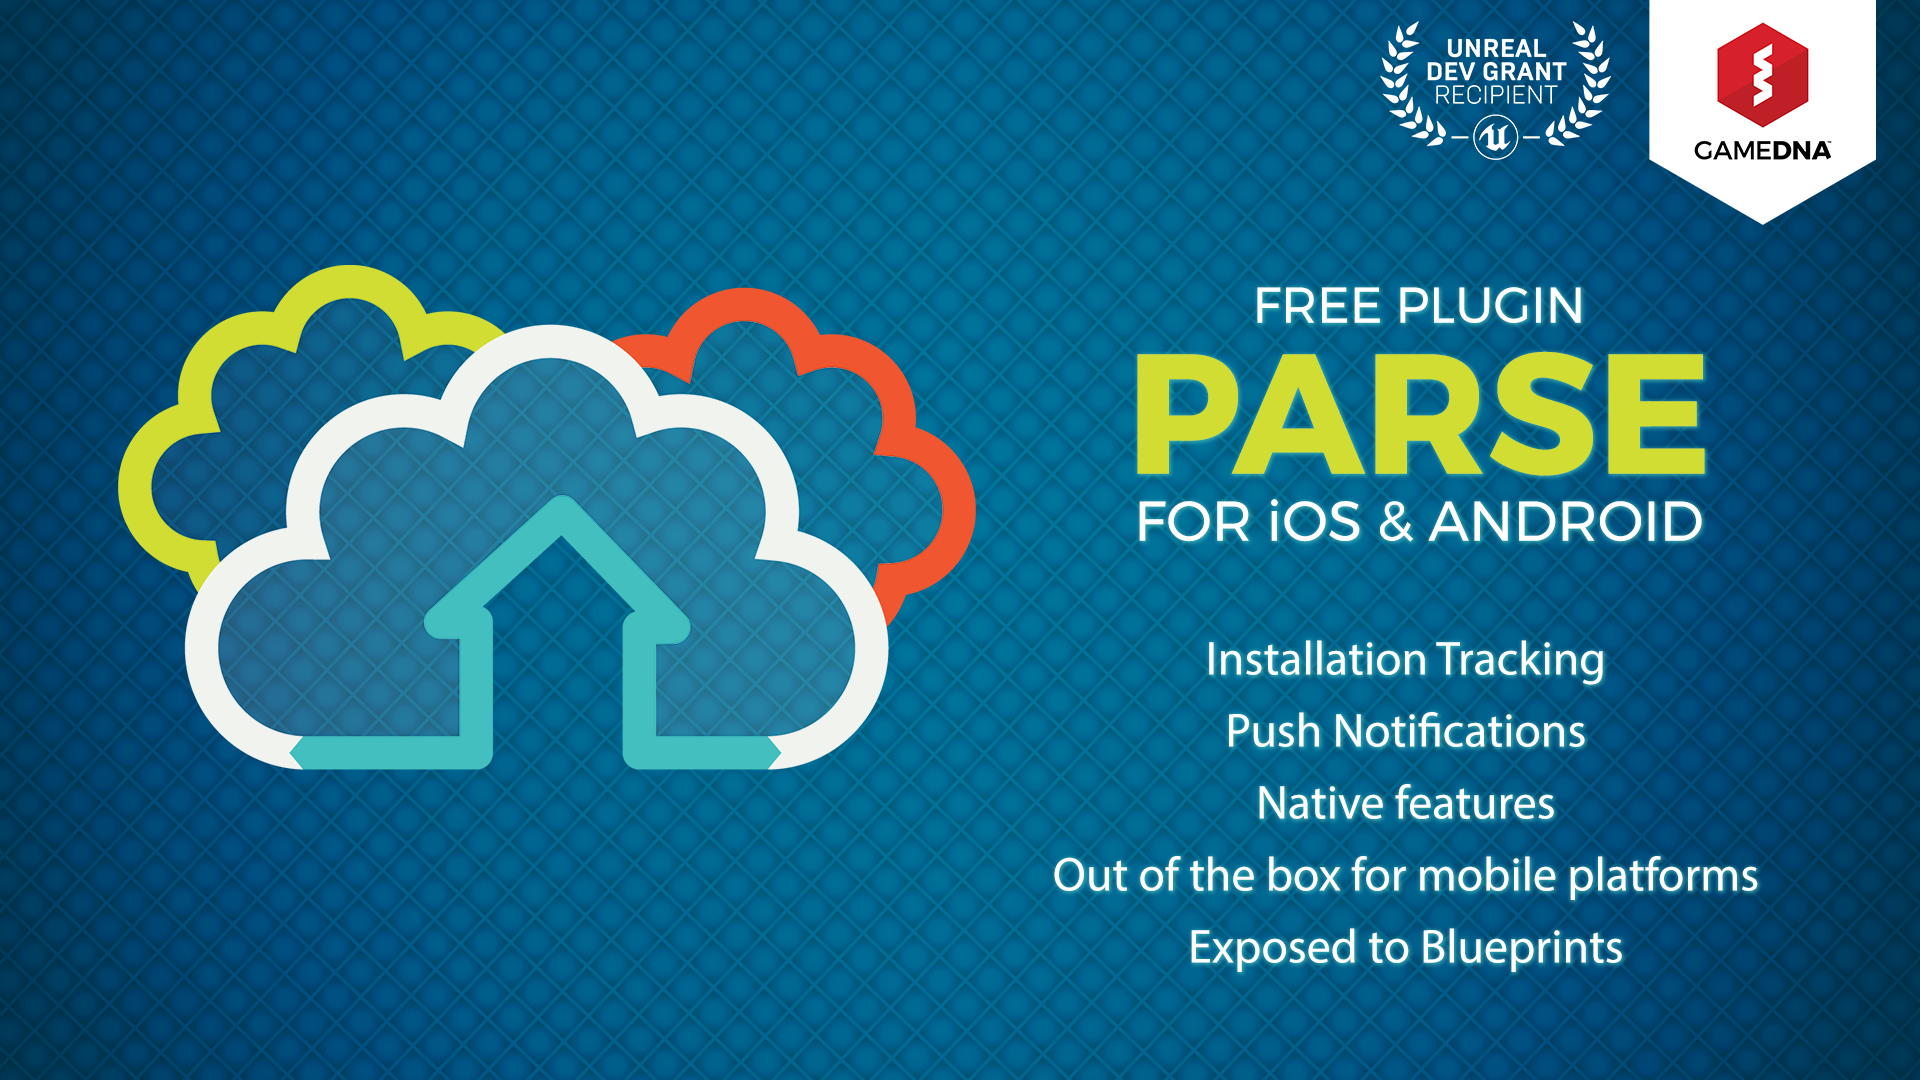 UNREAL
DEV GRANT
RECIPIENT
GAMEDNA™
FREE PLUGIN
PARSE
FOR iOS & ANDROID
Installation Tracking
Push Notifications
Native features
Out of the box for mobile platforms
Exposed to Blueprints